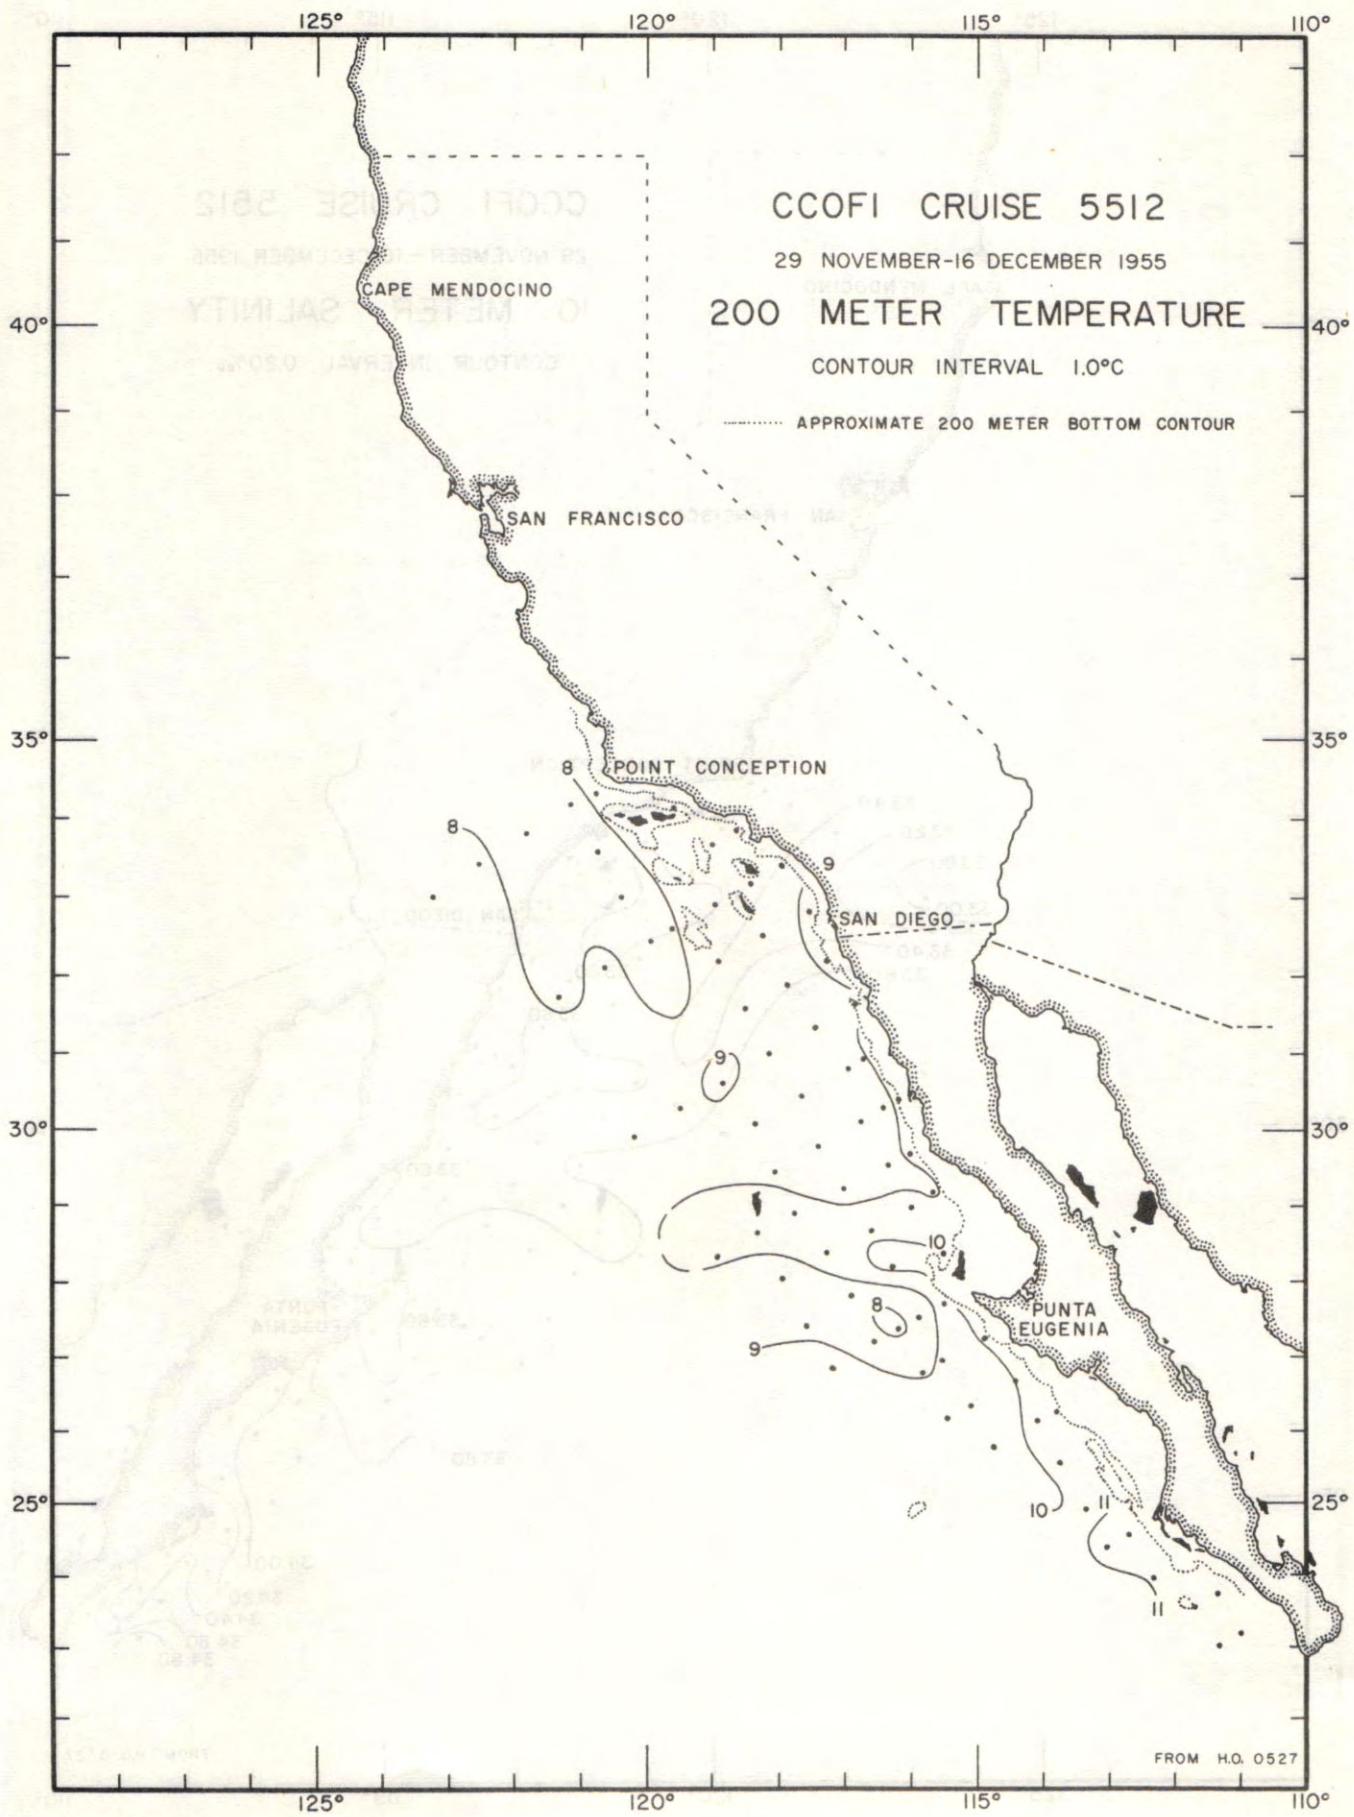 125° 120° 115° 110°
CCOFI CRUISE 5512
29 NOVEMBER-16 DECEMBER 1955
200 METER TEMPERATURE
CONTOUR INTERVAL 1.0°C
APPROXIMATE 200 METER BOTTOM CONTOUR
CAPE MENDOCINO
40° 40°
SAN FRANCISCO
35° 35°
8 POINT CONCEPTION
8
9
SAN DIEGO
9
30° 30°
10
8
PUNTA
EUGENIA
9
25° 10 11 25°
11
FROM H.O. 0527
125° 120° 115° 110°